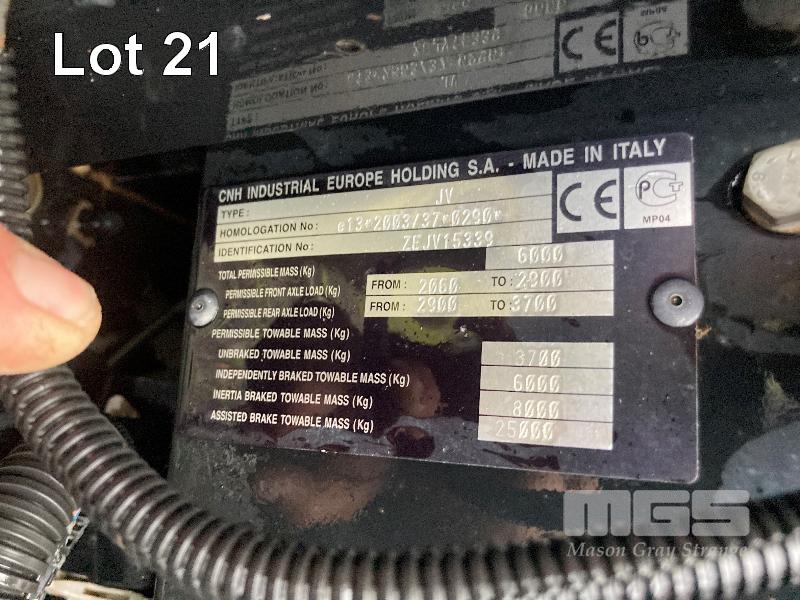 Lot 21
CNH INDUSTRIAL EUROPE HOLDING S.A. - MADE IN ITALY
TYPE: JV
HOMOLOGATION No: e13*2003/37*0290*
IDENTIFICATION No: ZEJV15339
CE
PCT
MP04
TOTAL PERMISSIBLE MASS (Kg) 6000
PERMISSIBLE FRONT AXLE LOAD (Kg) FROM: 2060 TO: 2900
PERMISSIBLE REAR AXLE LOAD (Kg) FROM: 2900 TO: 3700
PERMISSIBLE TOWABLE MASS (Kg)
UNBRAKED TOWABLE MASS (Kg) 3700
INDEPENDENTLY BRAKED TOWABLE MASS (Kg) 6000
INERTIA BRAKED TOWABLE MASS (Kg) 8000
ASSISTED BRAKE TOWABLE MASS (Kg) 25000
MGS
Mason Gray Strange